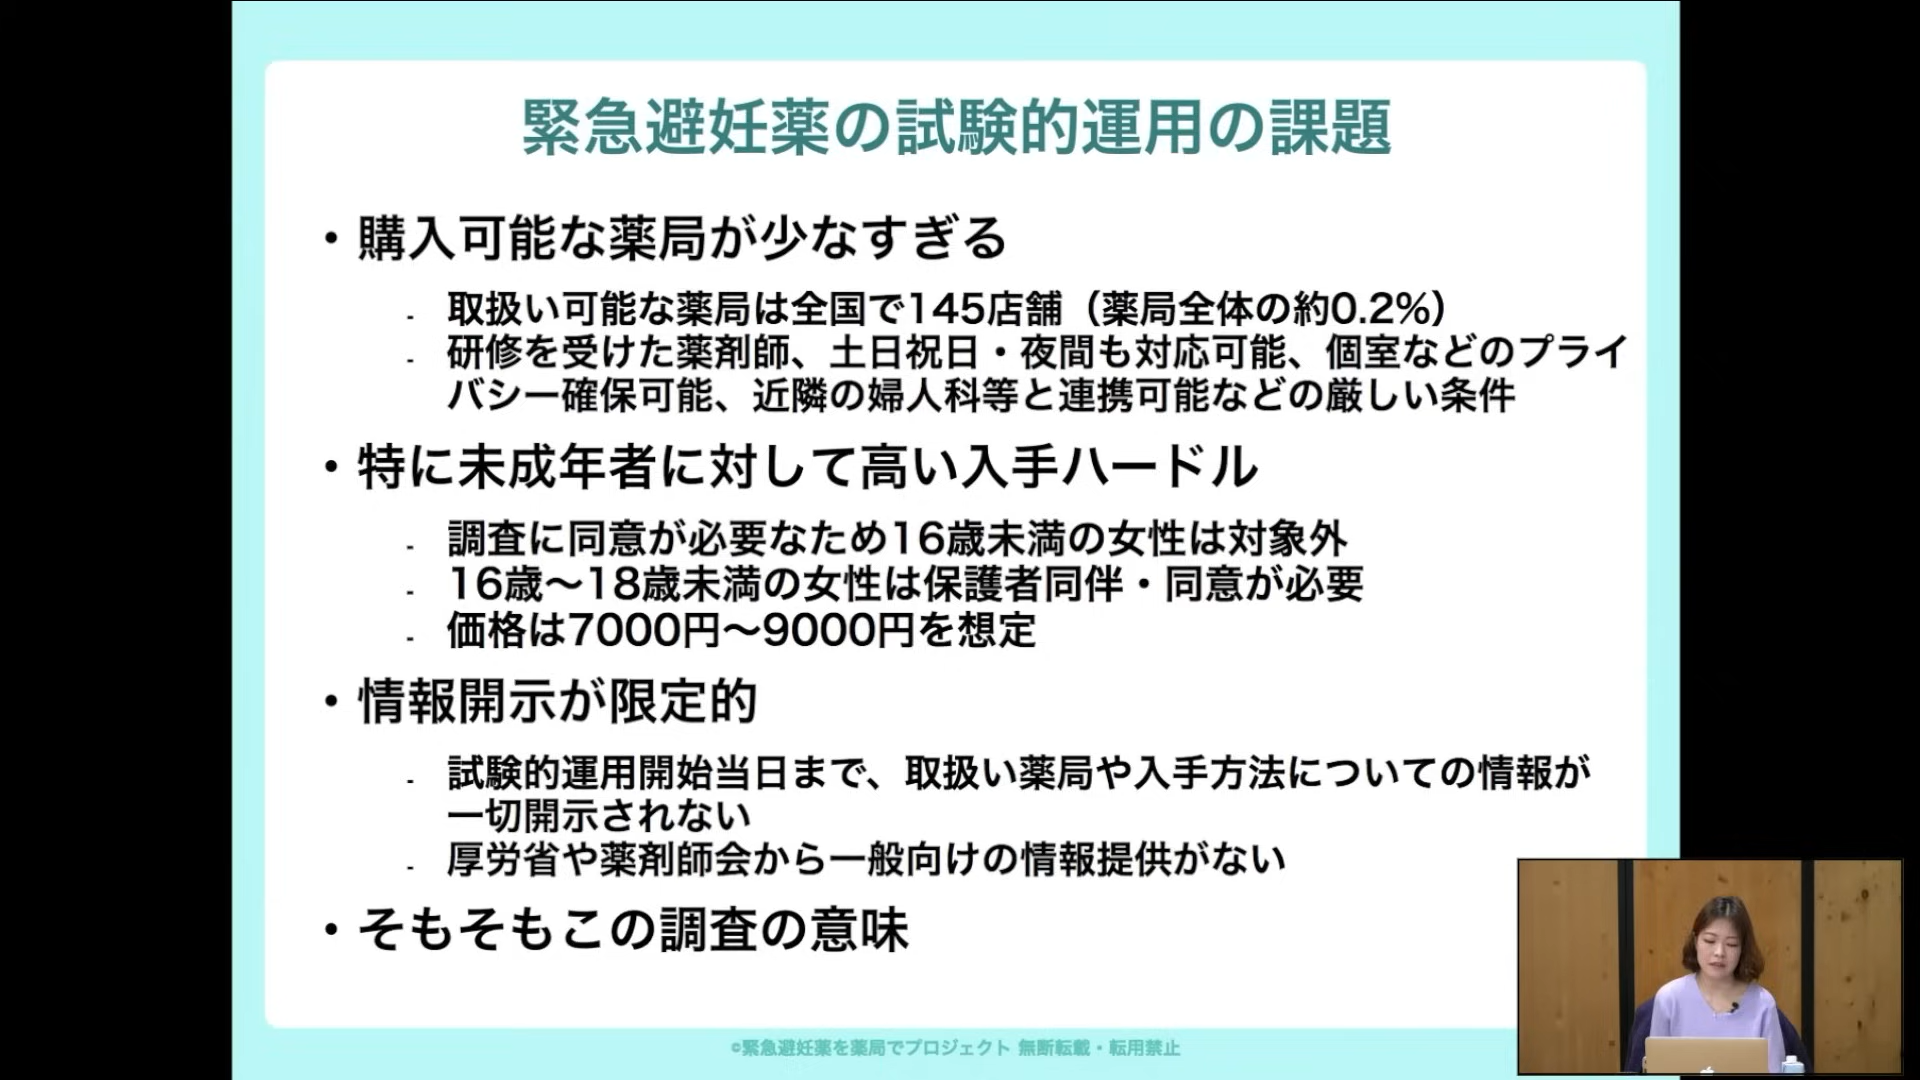 緊急避妊薬の試験的運用の課題
・購入可能な薬局が少なすぎる
- 取扱い可能な薬局は全国で145店舗（薬局全体の約0.2%）
- 研修を受けた薬剤師、土日祝日・夜間も対応可能、個室などのプライ
バシー確保可能、近隣の婦人科等と連携可能などの厳しい条件
・特に未成年者に対して高い入手ハードル
- 調査に同意が必要なため16歳未満の女性は対象外
- 16歳〜18歳未満の女性は保護者同伴・同意が必要
- 価格は7000円〜9000円を想定
・情報開示が限定的
- 試験的運用開始当日まで、取扱い薬局や入手方法についての情報が
一切開示されない
- 厚労省や薬剤師会から一般向けの情報提供がない
・そもそもこの調査の意味
©緊急避妊薬を薬局でプロジェクト 無断転載・転用禁止